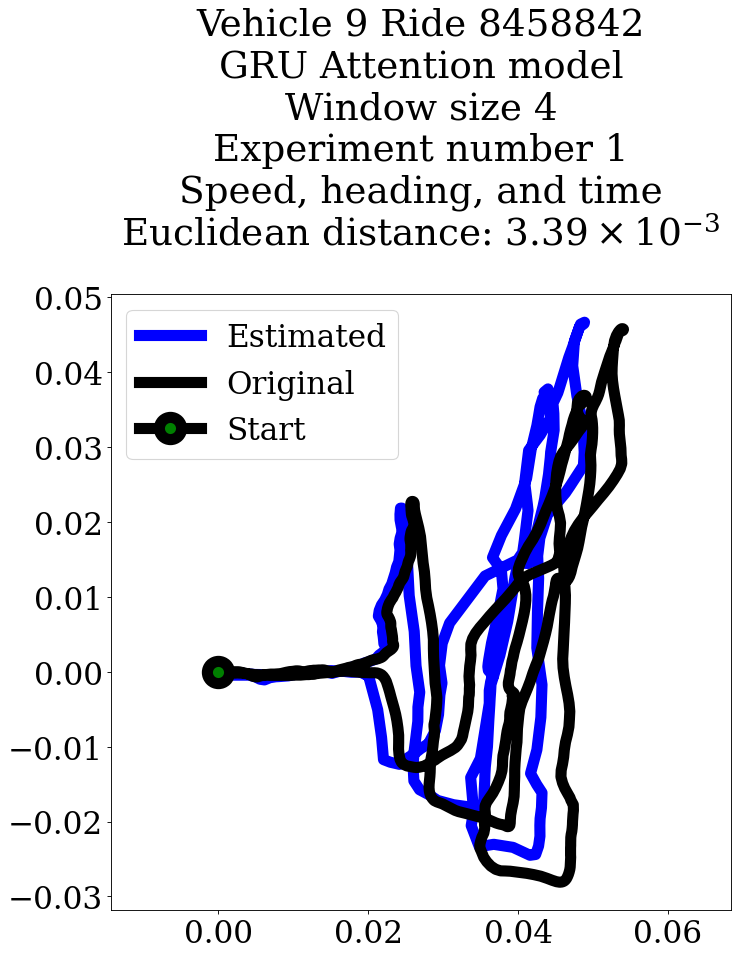 Vehicle 9 Ride 8458842
GRU Attention model
Window size 4
Experiment number 1
Speed, heading, and time
Euclidean distance: 3.39 × 10⁻³
0.05
Estimated
0.04
Original
Start
0.03
0.02
0.01
0.00
−0.01
−0.02
−0.03
0.00 0.02 0.04 0.06